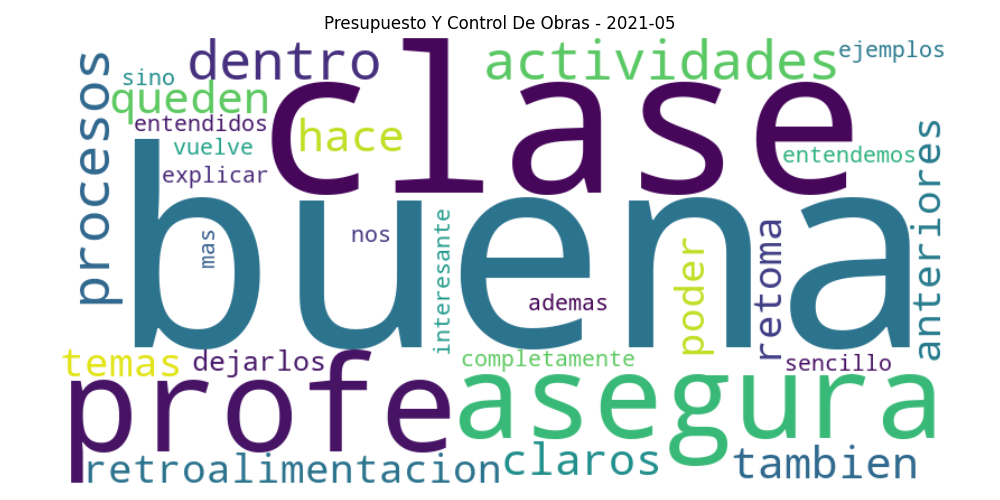 Presupuesto Y Control De Obras - 2021-05
dentro
clase
actividades
ejemplos
procesos
sino
queden
entendidos
hace
vuelve
explicar
entendemos
anteriores
buena
mas
nos
interesante
ademas
poder
retoma
temas
dejarlos
completamente
sencillo
profe
asegura
retroalimentacion
claros
tambien